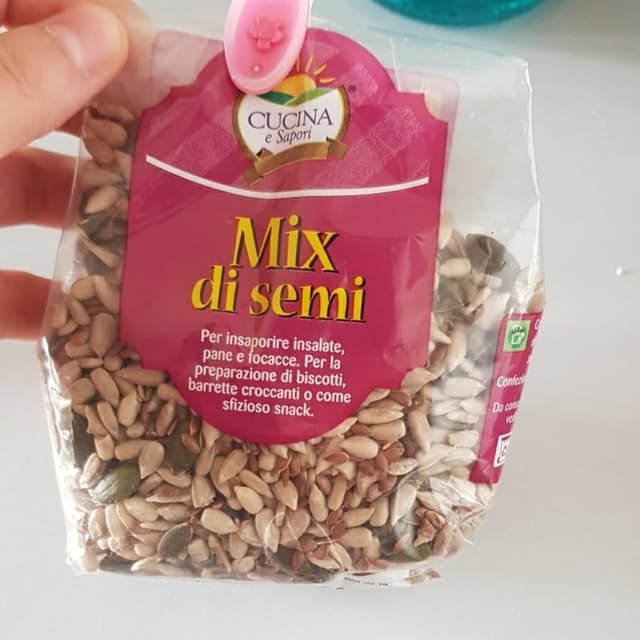 CUCINA
e Sapori
®
Mix
di semi
Per insaporire insalate,
pane e focacce. Per la
preparazione di biscotti,
barrette croccanti o come
sfizioso snack.